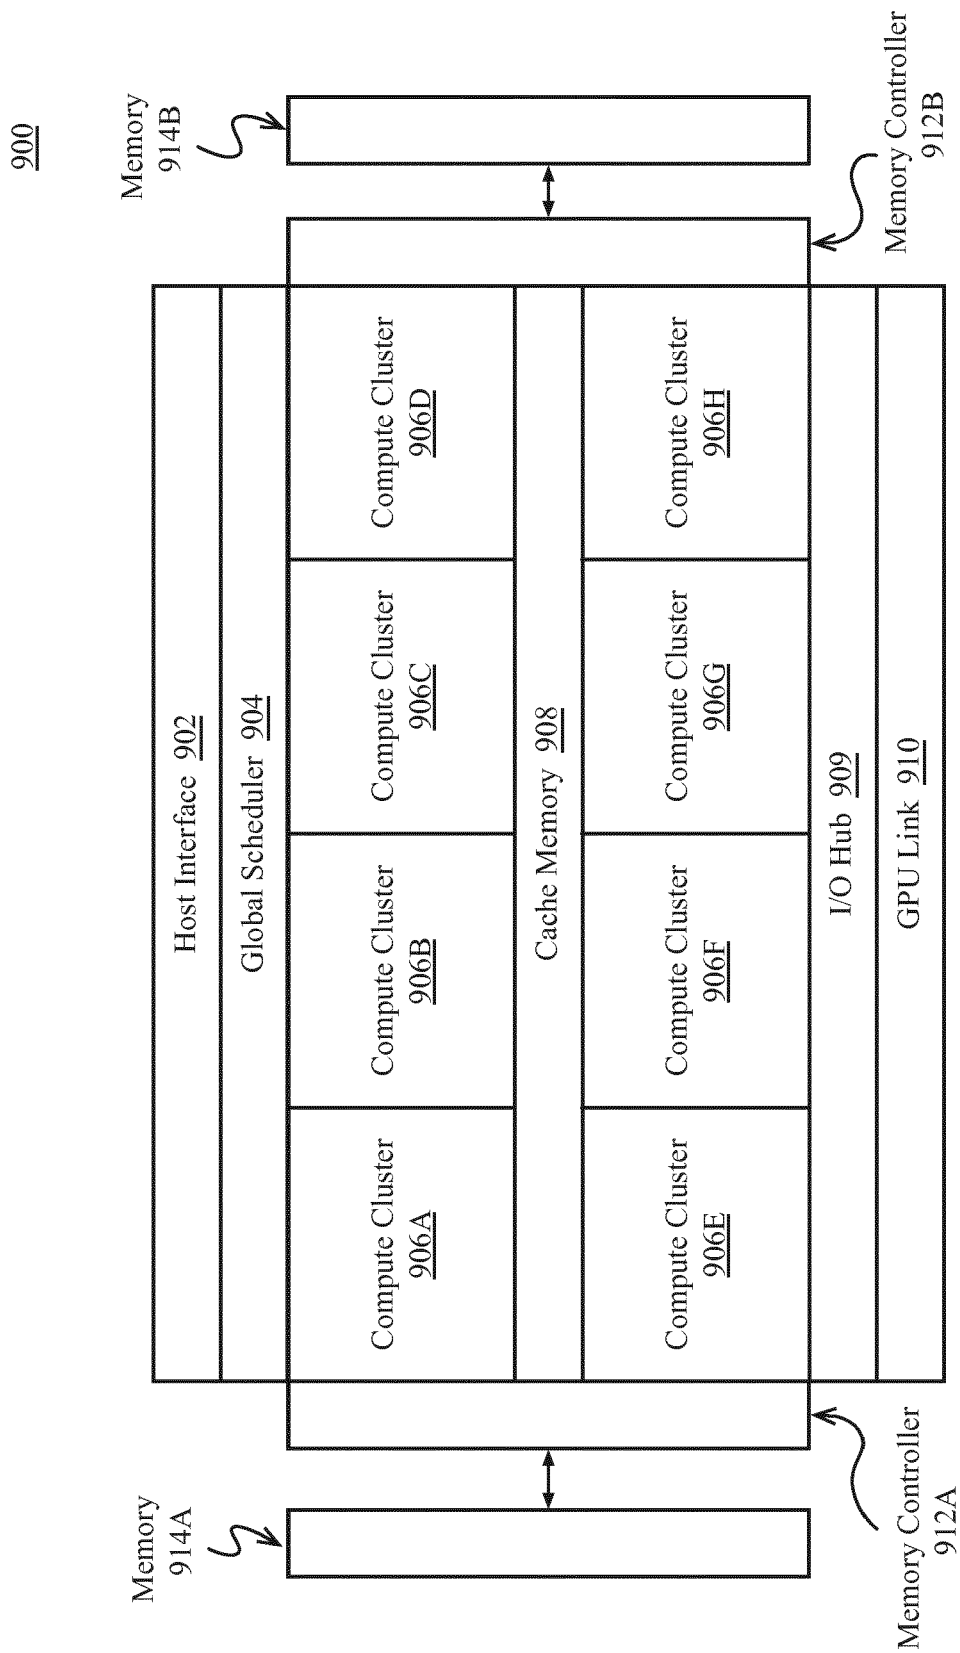 900
Memory
914B
Memory Controller
912B
Host Interface 902
Global Scheduler 904
Compute Cluster
906A
Compute Cluster
906B
Compute Cluster
906C
Compute Cluster
906D
Cache Memory 908
Compute Cluster
906E
Compute Cluster
906F
Compute Cluster
906G
Compute Cluster
906H
I/O Hub 909
GPU Link 910
Memory
914A
Memory Controller
912A